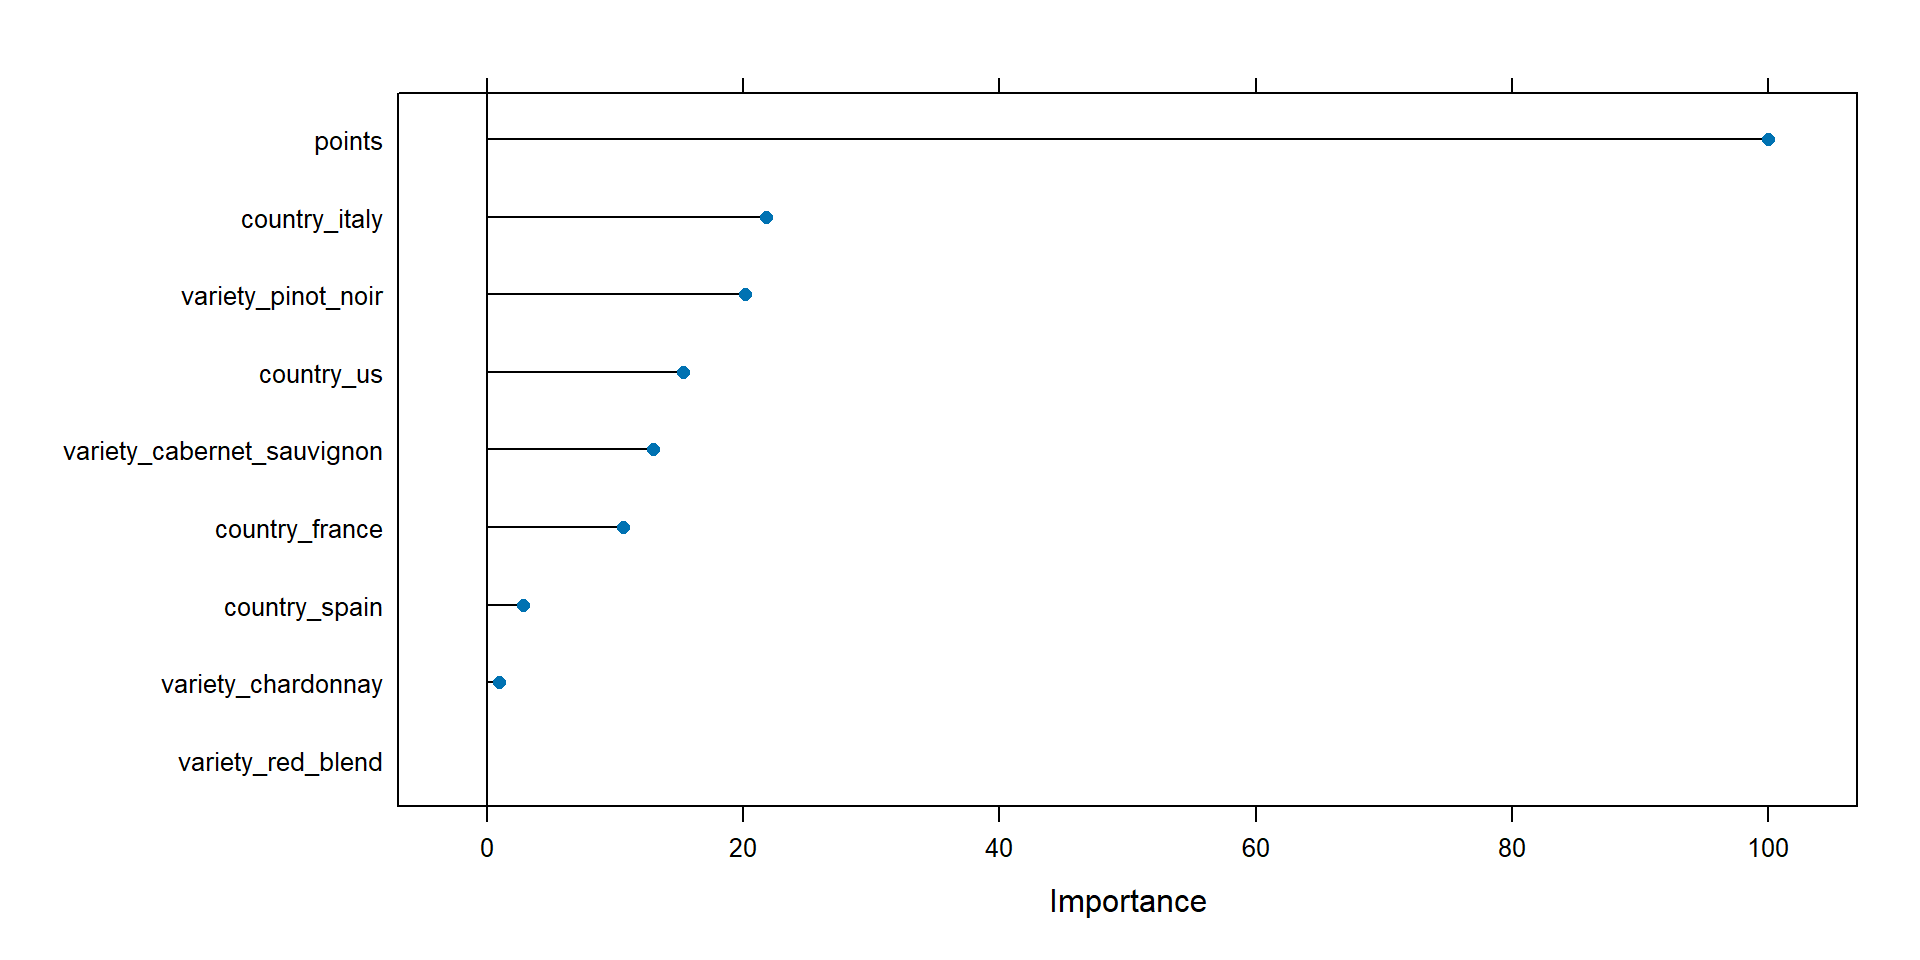 points
country_italy
variety_pinot_noir
country_us
variety_cabernet_sauvignon
country_france
country_spain
variety_chardonnay
variety_red_blend
0 20 40 60 80 100
Importance